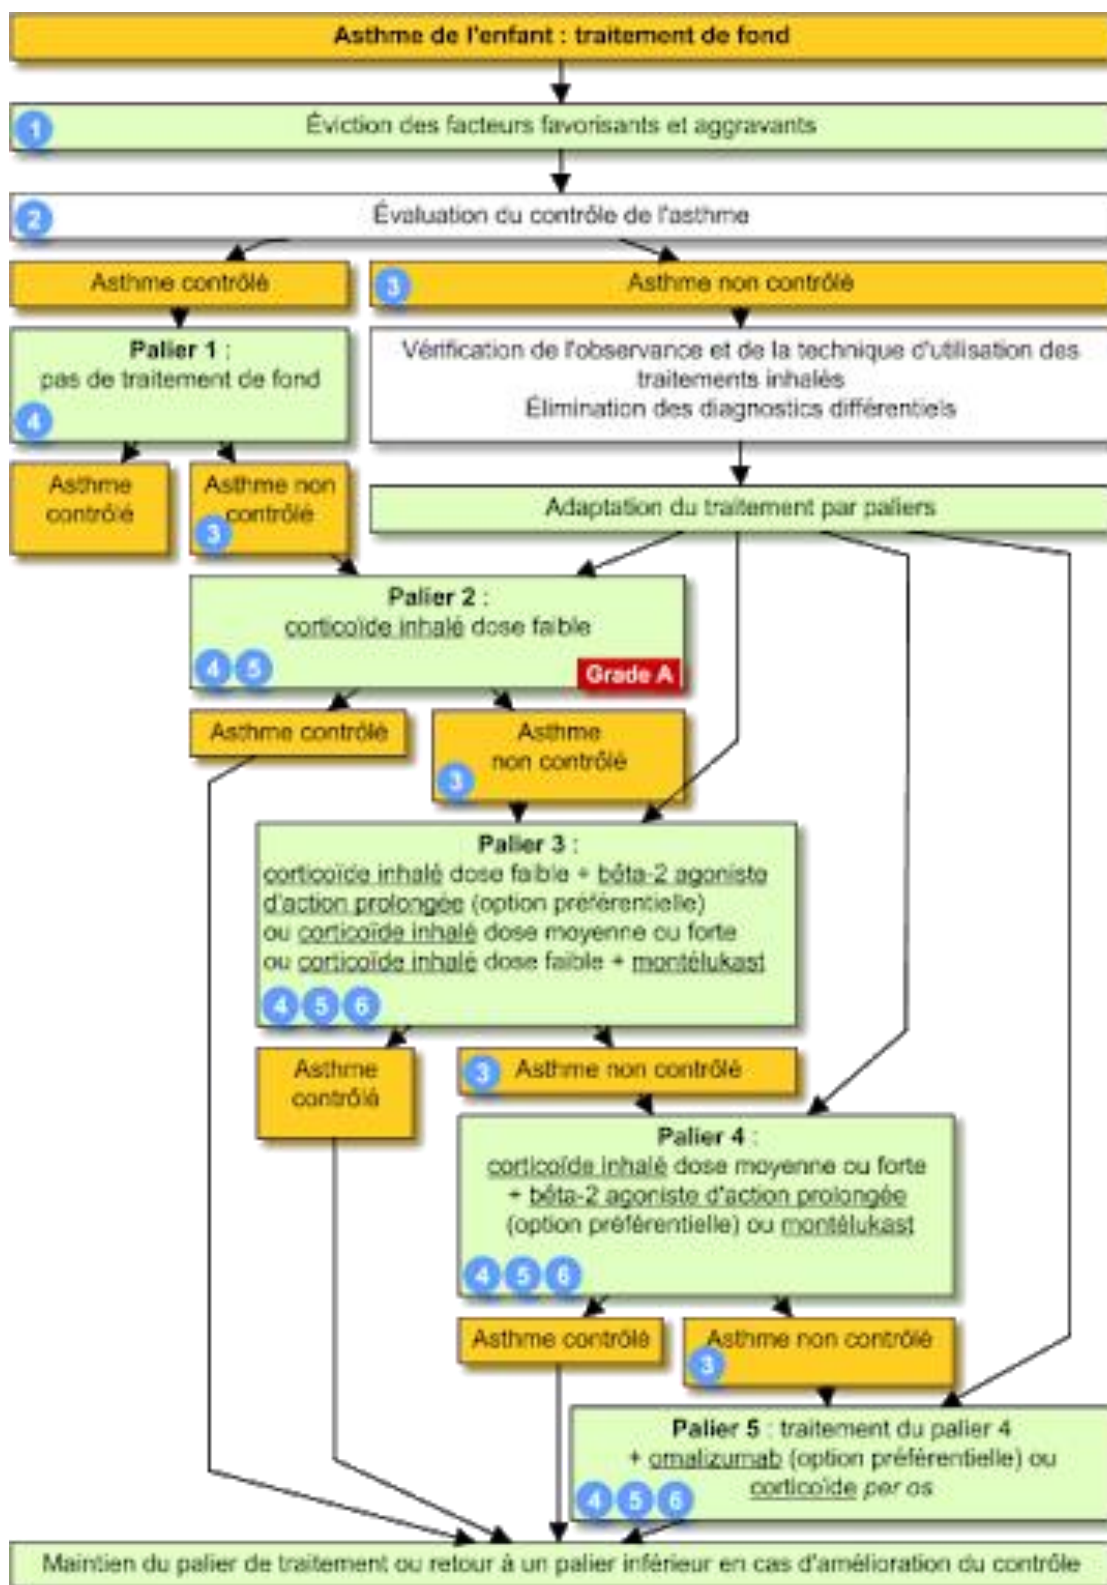 Asthme de l'enfant : traitement de fond
1
Éviction des facteurs favorisants et aggravants
2
Évaluation du contrôle de l'asthme
Asthme contrôlé
3
Asthme non contrôlé
Palier 1 :
pas de traitement de fond
4
Vérification de l'observance et de la technique d'utilisation des
traitements inhalés
Élimination des diagnostics différentiels
Asthme
contrôlé
Asthme non
contrôlé
3
Adaptation du traitement par paliers
Palier 2 :
corticoïde inhalé dose faible
4 5
Grade A
Asthme contrôlé
Asthme
non contrôlé
3
Palier 3 :
corticoïde inhalé dose faible + bêta-2 agoniste
d'action prolongée (option préférentielle)
ou corticoïde inhalé dose moyenne ou forte
ou corticoïde inhalé dose faible + montélukast
4 5 6
Asthme
contrôlé
3
Asthme non contrôlé
Palier 4 :
corticoïde inhalé dose moyenne ou forte
+ bêta-2 agoniste d'action prolongée
(option préférentielle) ou montélukast
4 5 6
Asthme contrôlé
Asthme non contrôlé
3
Palier 5 : traitement du palier 4
+ omalizumab (option préférentielle) ou
corticoïde per os
4 5 6
Maintien du palier de traitement ou retour à un palier inférieur en cas d'amélioration du contrôle